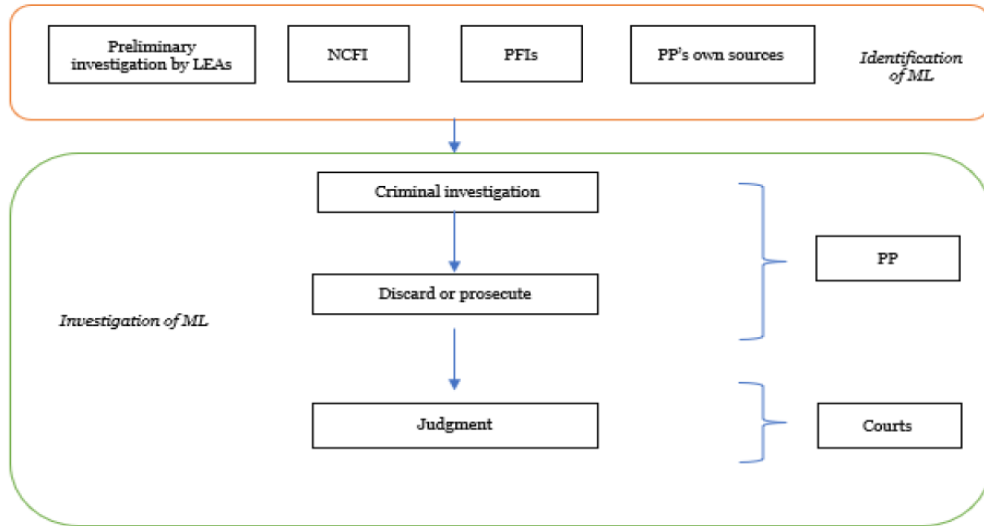 Preliminary
investigation by LEAs
NCFI
PFIs
PP's own sources
Identification
of ML
Criminal investigation
PP
Discard or prosecute
Investigation of ML
Judgment
Courts